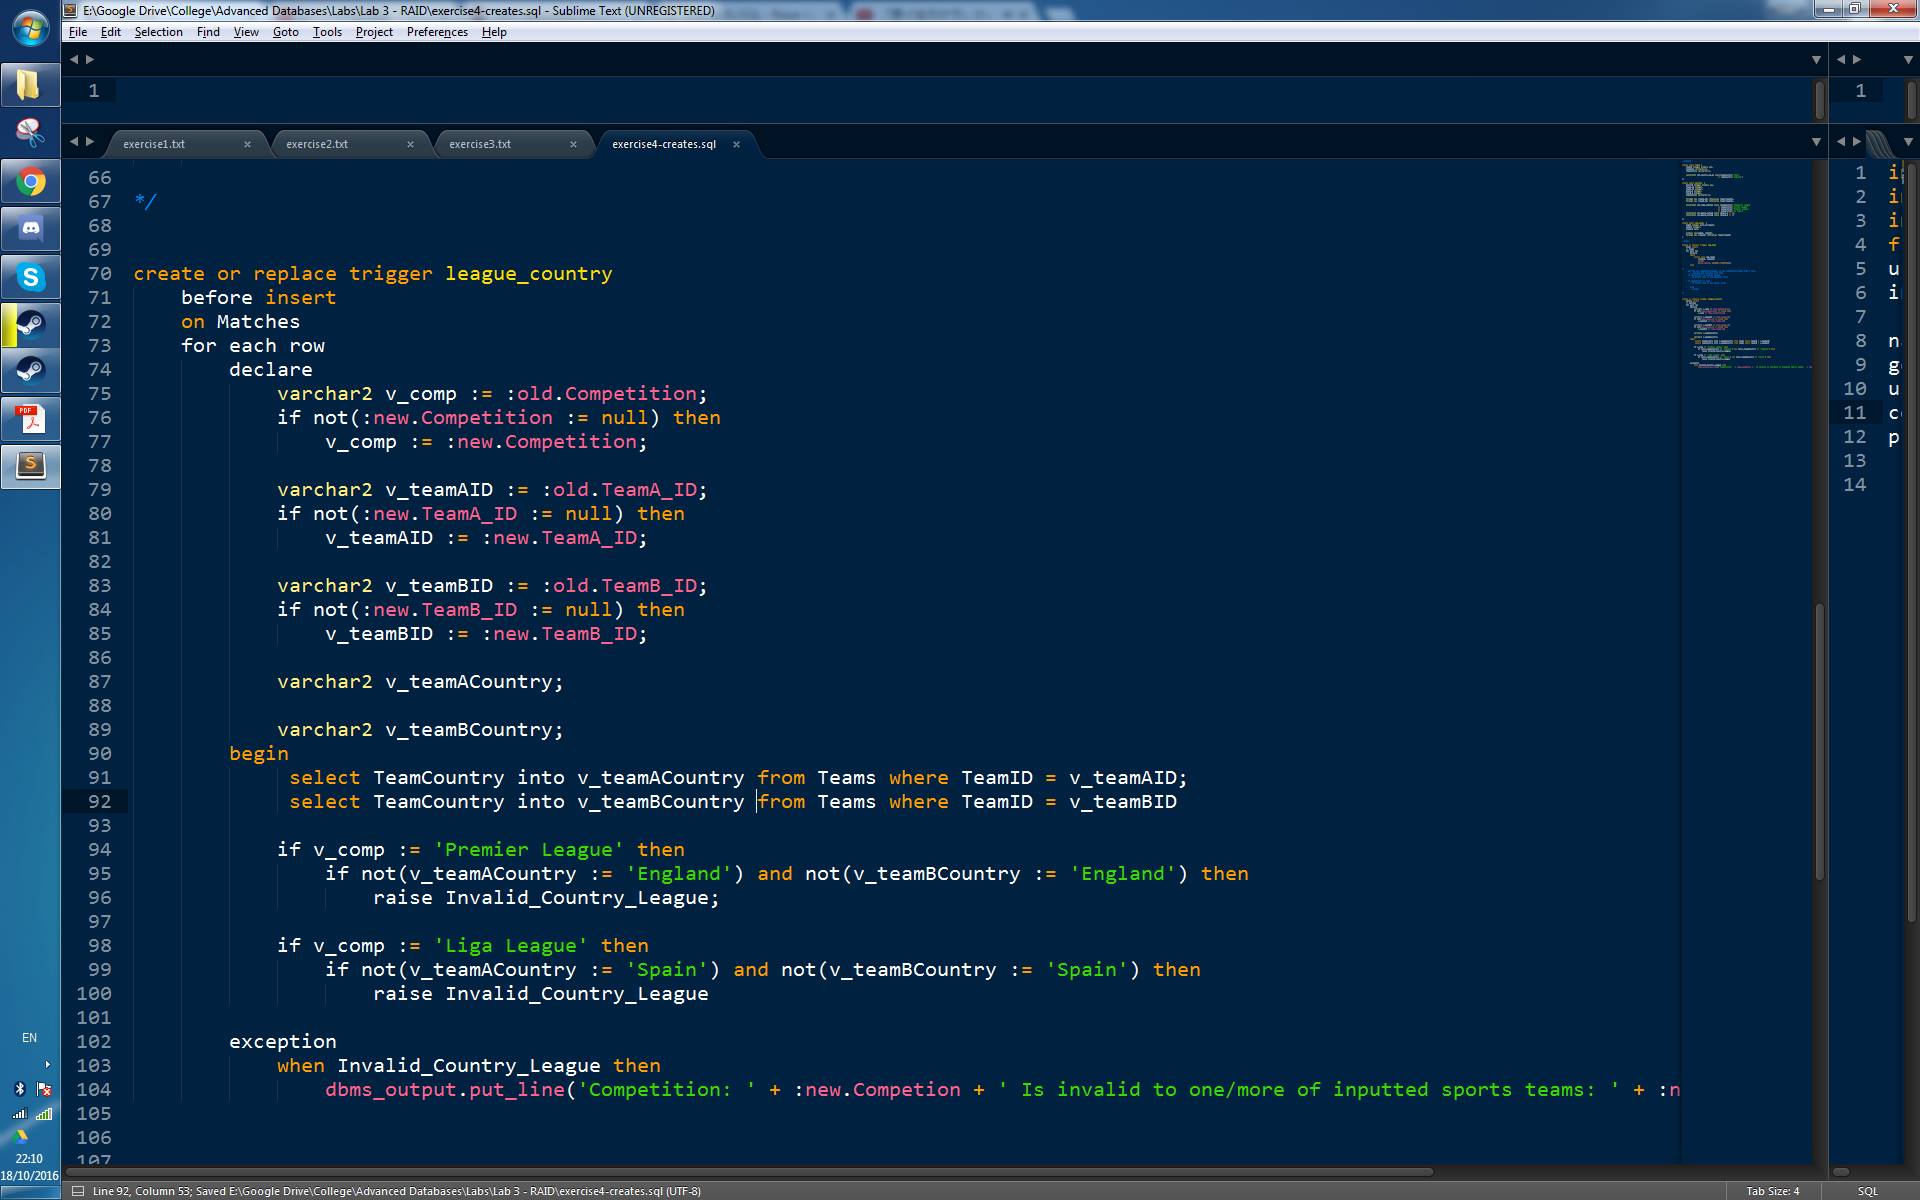 E:\Google Drive\College\Advanced Databases\Labs\Lab 3 - RAID\exercise4-creates.sql - Sublime Text (UNREGISTERED)
File Edit Selection Find View Goto Tools Project Preferences Help
1
1
exercise1.txt × exercise2.txt × exercise3.txt × exercise4-creates.sql ×
66
67 */
68
69
70 create or replace trigger league_country
71 before insert
72 on Matches
73 for each row
74 declare
75 varchar2 v_comp := :old.Competition;
76 if not(:new.Competition := null) then
77 v_comp := :new.Competition;
78
79 varchar2 v_teamAID := :old.TeamA_ID;
80 if not(:new.TeamA_ID := null) then
81 v_teamAID := :new.TeamA_ID;
82
83 varchar2 v_teamBID := :old.TeamB_ID;
84 if not(:new.TeamB_ID := null) then
85 v_teamBID := :new.TeamB_ID;
86
87 varchar2 v_teamACountry;
88
89 varchar2 v_teamBCountry;
90 begin
91 select TeamCountry into v_teamACountry from Teams where TeamID = v_teamAID;
92 select TeamCountry into v_teamBCountry from Teams where TeamID = v_teamBID
93
94 if v_comp := 'Premier League' then
95 if not(v_teamACountry := 'England') and not(v_teamBCountry := 'England') then
96 raise Invalid_Country_League;
97
98 if v_comp := 'Liga League' then
99 if not(v_teamACountry := 'Spain') and not(v_teamBCountry := 'Spain') then
100 raise Invalid_Country_League
101
102 exception
103 when Invalid_Country_League then
104 dbms_output.put_line('Competition: ' + :new.Competion + ' Is invalid to one/more of inputted sports teams: ' + :n
105
106
107
1 i
2 i
3 i
4 f
5 u
6 i
7
8 n
9 g
10 u
11 c
12 p
13
14
PDF
EN
22:10
18/10/2016
Line 92, Column 53; Saved E:\Google Drive\College\Advanced Databases\Labs\Lab 3 - RAID\exercise4-creates.sql (UTF-8)
Tab Size: 4 SQL